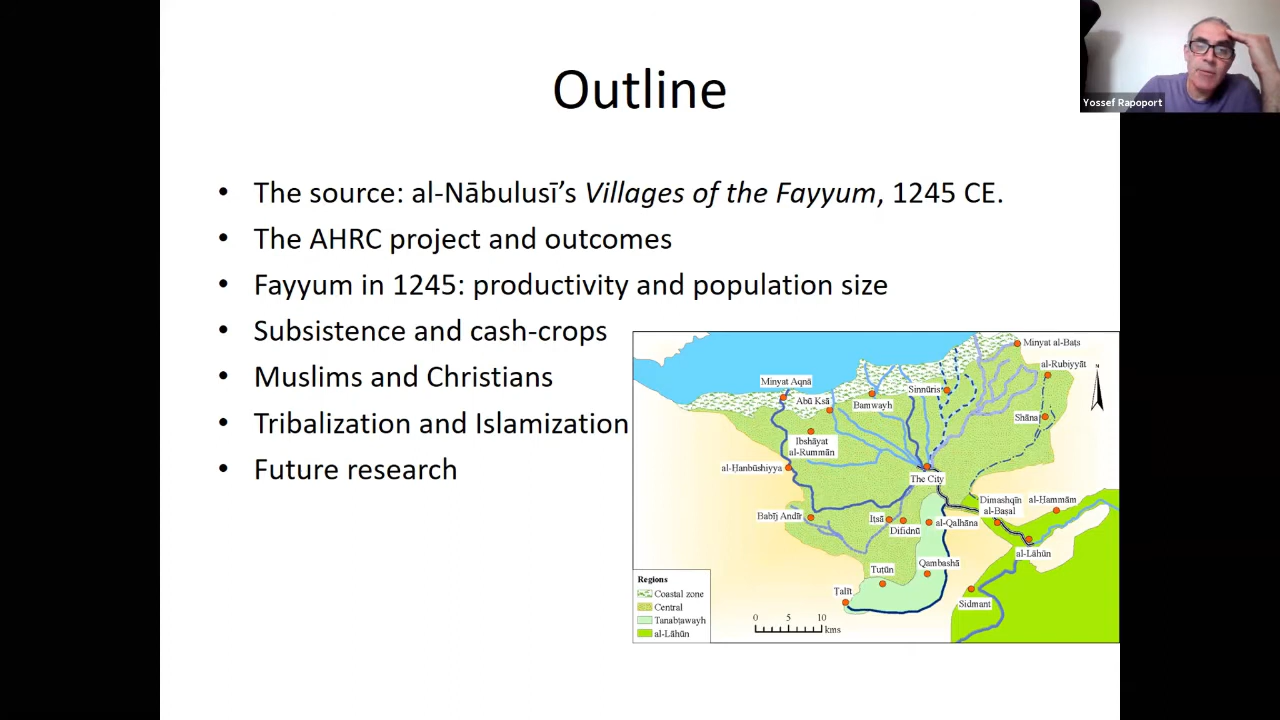 Outline
Yossef Rapoport
• The source: al-Nābulusī’s Villages of the Fayyum, 1245 CE.
• The AHRC project and outcomes
• Fayyum in 1245: productivity and population size
• Subsistence and cash-crops
• Muslims and Christians
• Tribalization and Islamization
• Future research
Minyat al-Baṭs
al-Rubiyyāt
N
Minyat Aqnā
Sinnūris
Abū Ksā
Bamwayh
Shāna
Ibshāyat
al-Rummān
al-Ḥanbūshiyya
The City
Dimashqīn
al-Baṣal
al-Ḥammām
Babīj Andīr
Iṭsā
Difidnū
al-Qalhāna
al-Lāhūn
Qambashā
Tuṭūn
Ṭalīt
Sidmant
Regions
Coastal zone
Central
Tanabṭawayh
al-Lāhūn
0 5 10
kms